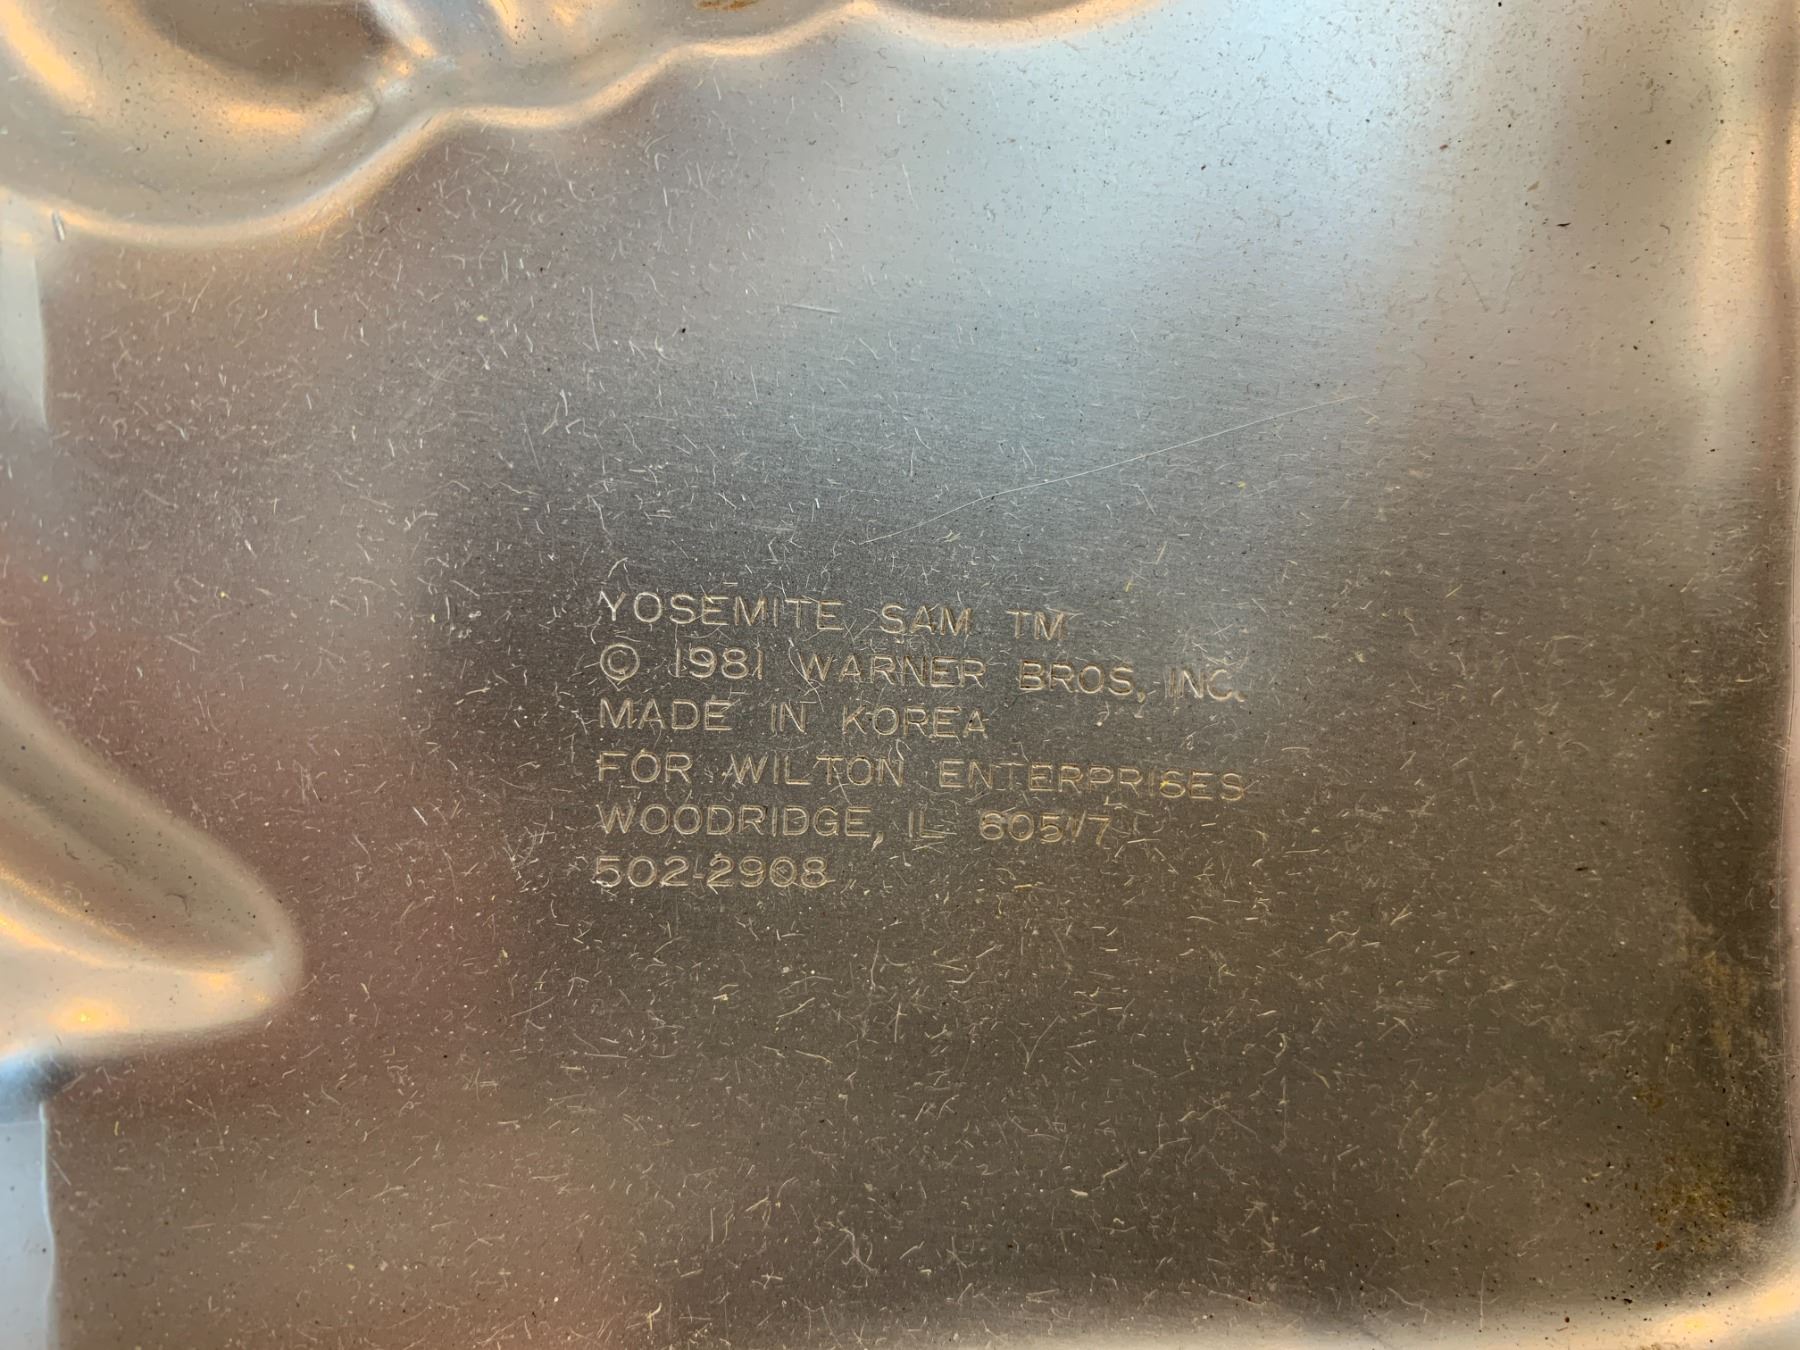 YOSEMITE SAM TM
© 1981 WARNER BROS, INC.
MADE IN KOREA
FOR WILTON ENTERPRISES
WOODRIDGE, IL 60517
502-2908